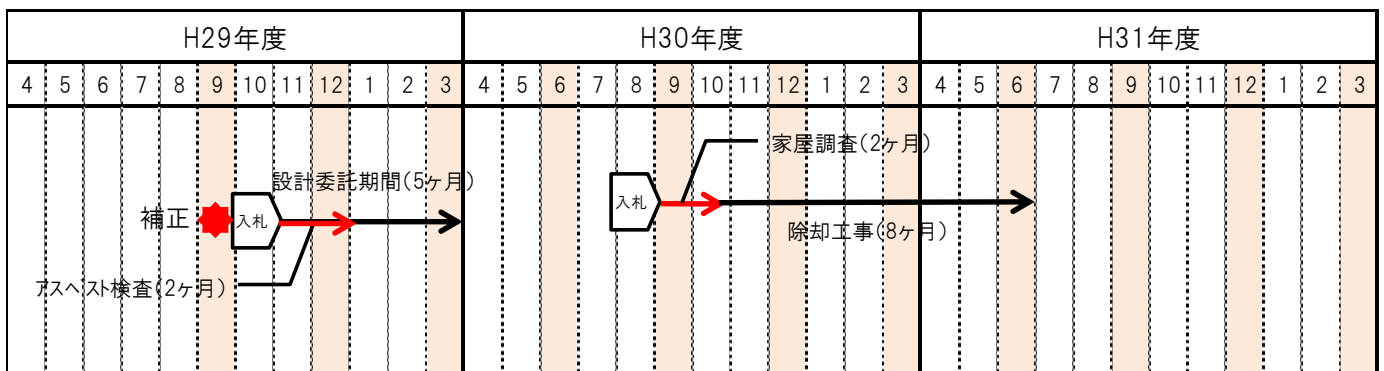 H29年度 H30年度 H31年度
4 5 6 7 8 9 10 11 12 1 2 3 4 5 6 7 8 9 10 11 12 1 2 3 4 5 6 7 8 9 10 11 12 1 2 3
家屋調査(2ヶ月)
設計委託期間(5ヶ月)
補正 入札 入札
除却工事(8ヶ月)
アスベスト検査(2ヶ月)